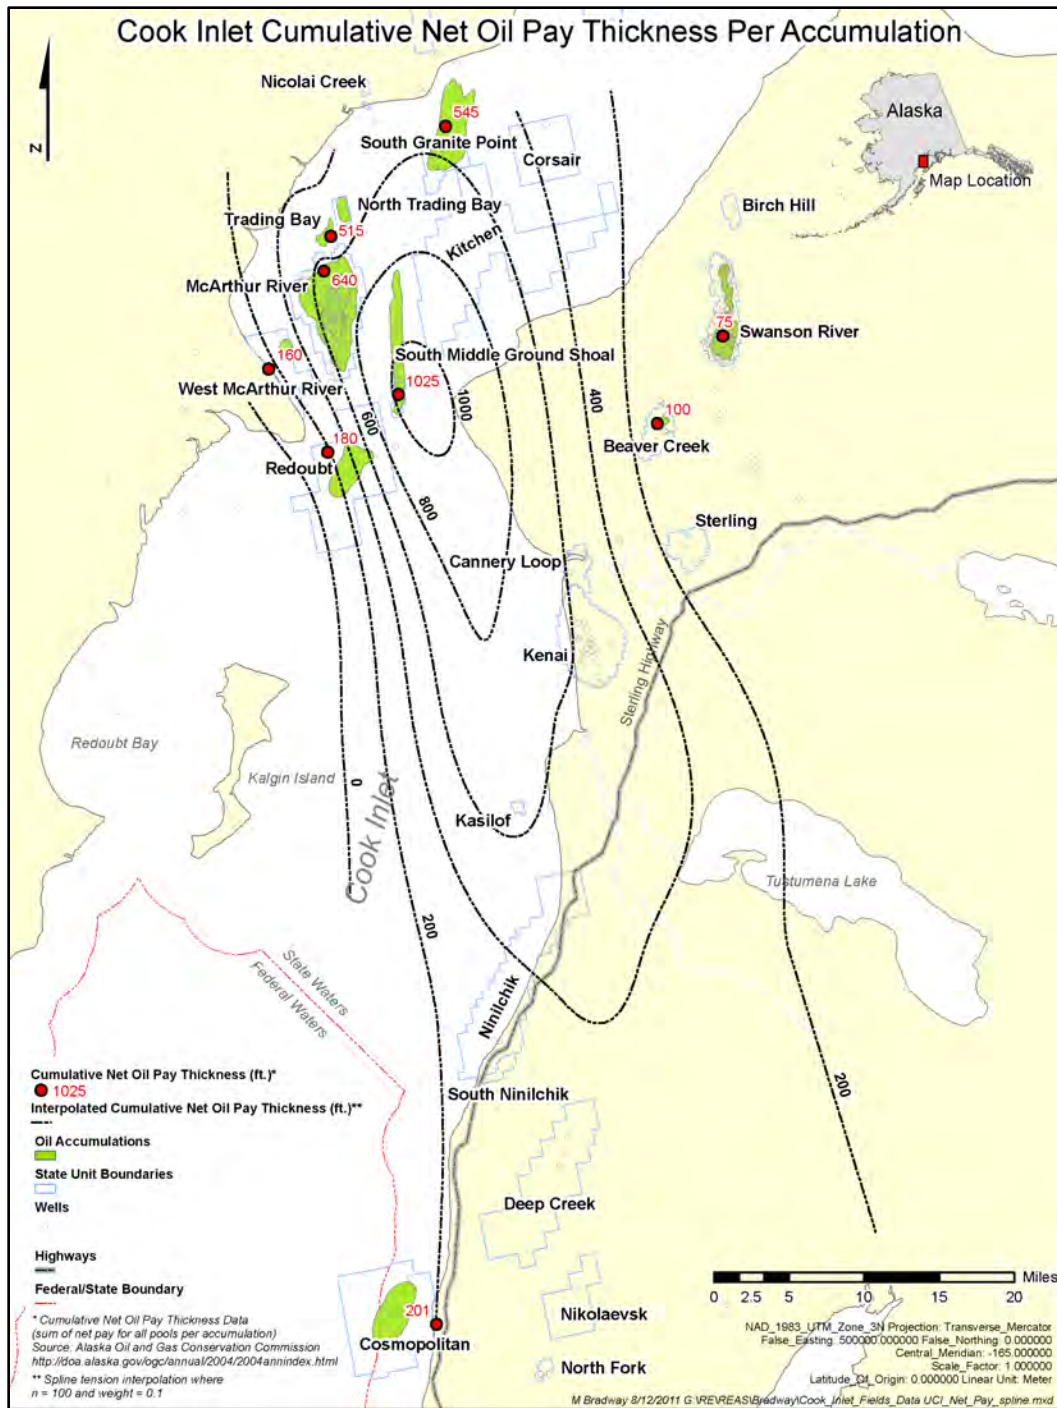 Cook Inlet Cumulative Net Oil Pay Thickness Per Accumulation
Nicolai Creek
545
South Granite Point
Corsair
Alaska
Map Location
Z
Birch Hill
North Trading Bay
Trading Bay
515
Kitchen
McArthur River
640
75
Swanson River
160
South Middle Ground Shoal
West McArthur River
1025
1000
400
100
Beaver Creek
600
180
Redoubt
800
Sterling
Cannery Loop
Kenai
Sterling Highway
Redoubt Bay
Kalgin Island
0
Cook Inlet
Kasilof
Tustumena Lake
200
State Waters
Federal Waters
Ninilchik
200
South Ninilchik
Cumulative Net Oil Pay Thickness (ft.)*
1025
Interpolated Cumulative Net Oil Pay Thickness (ft.)**
Oil Accumulations
State Unit Boundaries
Wells
Highways
Federal/State Boundary
* Cumulative Net Oil Pay Thickness Data
(sum of net pay for all pools per accumulation)
Source: Alaska Oil and Gas Conservation Commission
http://doa.alaska.gov/ogc/annual/2004/2004annindex.html
** Spline tension interpolation where
n = 100 and weight = 0.1
Deep Creek
201
Cosmopolitan
Nikolaevsk
North Fork
Miles
0 2.5 5 10 15 20
NAD_1983_UTM_Zone_3N Projection: Transverse_Mercator
False_Easting: 500000.000000 False_Northing: 0.000000
Central_Meridian: -165.000000
Scale_Factor: 1.000000
Latitude_Of_Origin: 0.000000 Linear Unit: Meter
M Bradway 8/12/2011 G:\RE\REAS\Bradway\Cook_Inlet_Fields_Data UCI_Net_Pay_spline.mxd